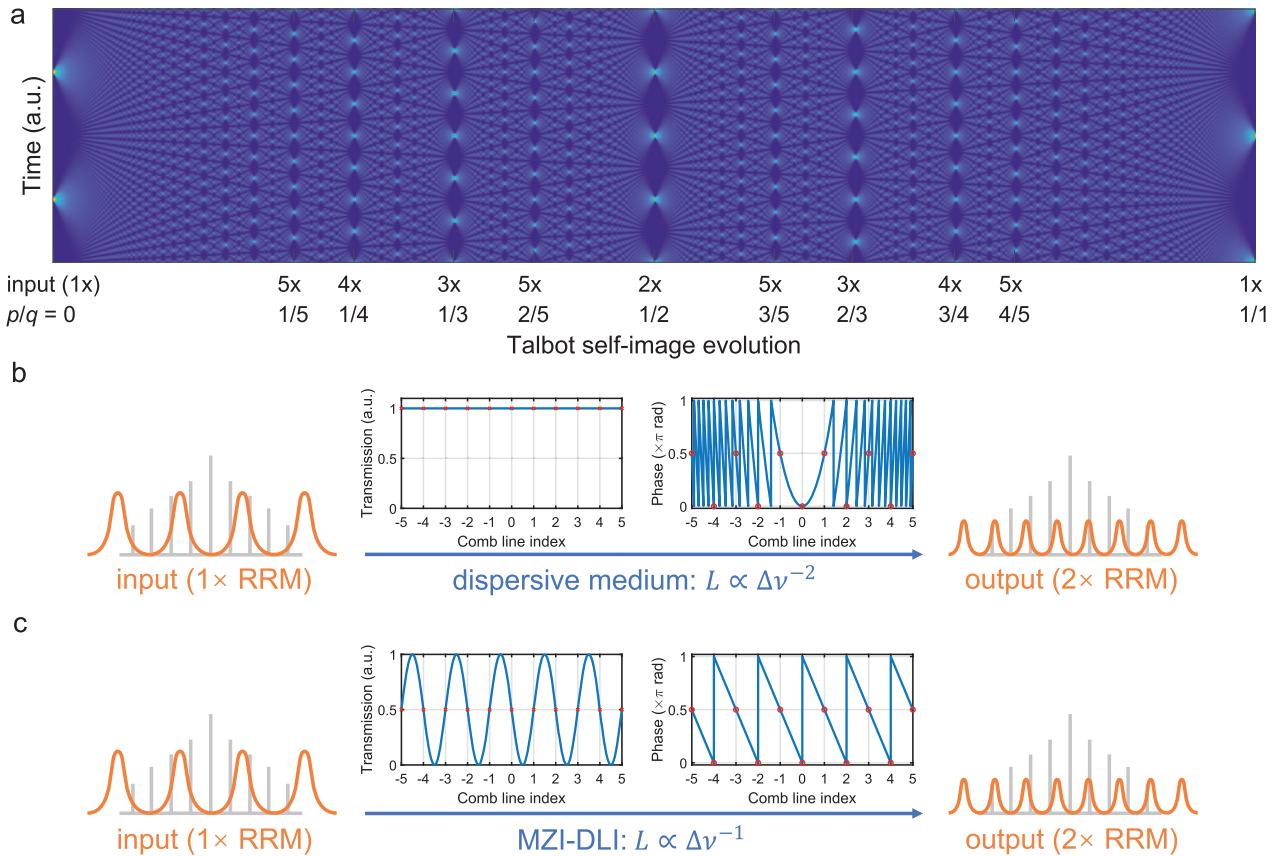 a
Time (a.u.)
input (1x) 5x 4x 3x 5x 2x 5x 3x 4x 5x 1x
p/q = 0 1/5 1/4 1/3 2/5 1/2 3/5 2/3 3/4 4/5 1/1
Talbot self-image evolution
b
Transmission (a.u.)
1
0.5
0
-5 -4 -3 -2 -1 0 1 2 3 4 5
Comb line index
Phase (×π rad)
1
0.5
0
-5 -4 -3 -2 -1 0 1 2 3 4 5
Comb line index
input (1× RRM)
dispersive medium: L ∝ Δν⁻²
output (2× RRM)
c
Transmission (a.u.)
1
0.5
0
-5 -4 -3 -2 -1 0 1 2 3 4 5
Comb line index
Phase (×π rad)
1
0.5
0
-5 -4 -3 -2 -1 0 1 2 3 4 5
Comb line index
input (1× RRM)
MZI-DLI: L ∝ Δν⁻¹
output (2× RRM)